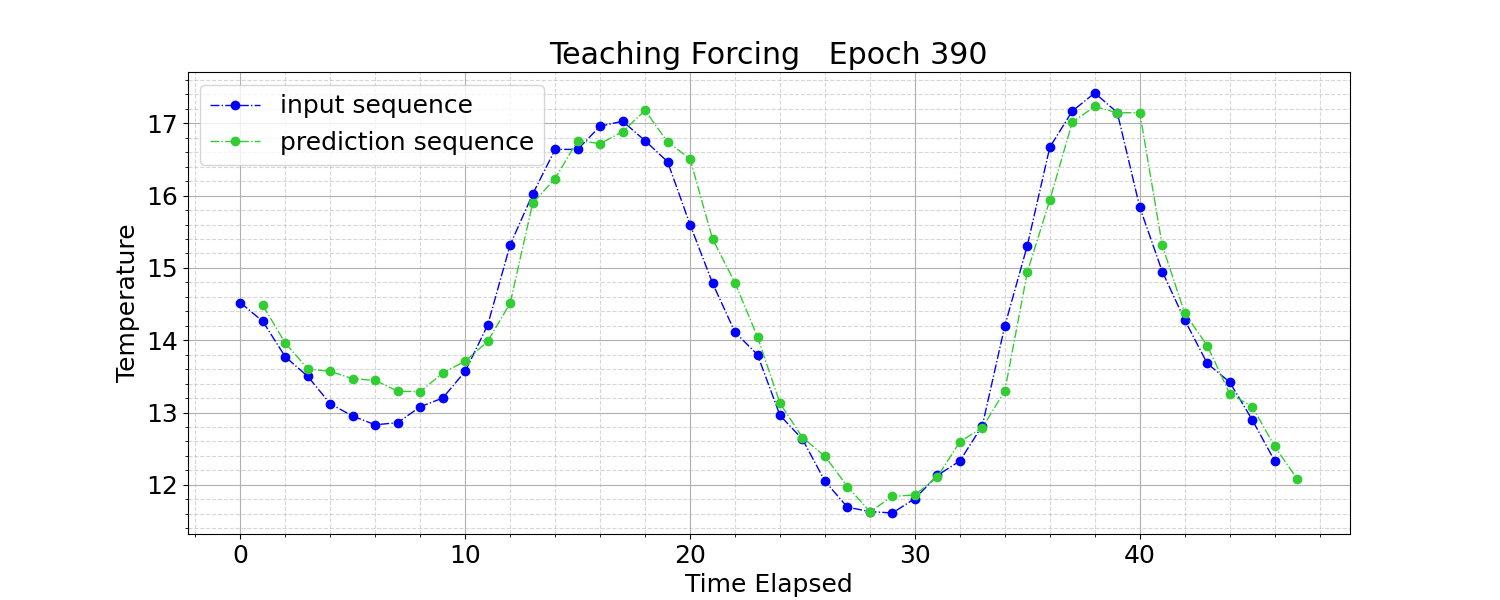 Teaching Forcing   Epoch 390
input sequence
prediction sequence
17
16
15
14
13
12
Temperature
0 10 20 30 40
Time Elapsed